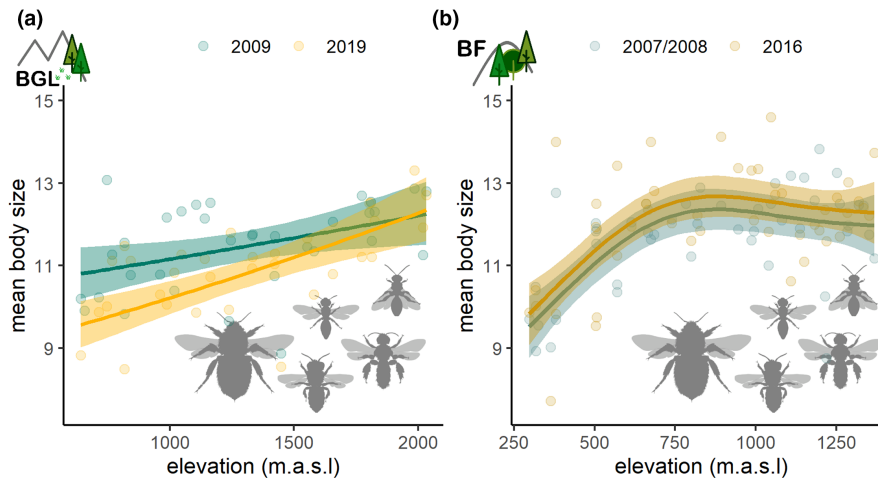 (a)
BGL
2009 2019
mean body size
15
13
11
9
1000 1500 2000
elevation (m.a.s.l)
(b)
BF
2007/2008 2016
mean body size
15
13
11
9
250 500 750 1000 1250
elevation (m.a.s.l)